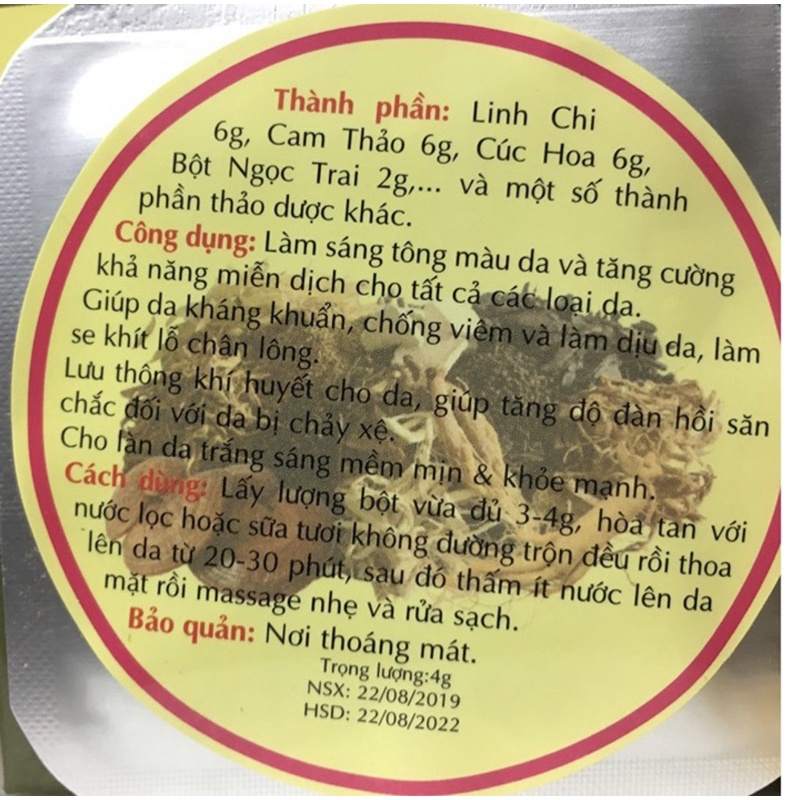 Thành phần: Linh Chi
6g, Cam Thảo 6g, Cúc Hoa 6g,
Bột Ngọc Trai 2g,... và một số thành
phần thảo dược khác.
Công dụng: Làm sáng tông màu da và tăng cường
khả năng miễn dịch cho tất cả các loại da.
Giúp da kháng khuẩn, chống viêm và làm dịu da, làm
se khít lỗ chân lông.
Lưu thông khí huyết cho da, giúp tăng độ đàn hồi săn
chắc đối với da bị chảy xệ.
Cho làn da trắng sáng mềm mịn & khỏe mạnh.
Cách dùng: Lấy lượng bột vừa đủ 3-4g, hòa tan với
nước lọc hoặc sữa tươi không đường trộn đều rồi thoa
lên da từ 20-30 phút, sau đó thấm ít nước lên da
mặt rồi massage nhẹ và rửa sạch.
Bảo quản: Nơi thoáng mát.
Trọng lượng:4g
NSX: 22/08/2019
HSD: 22/08/2022